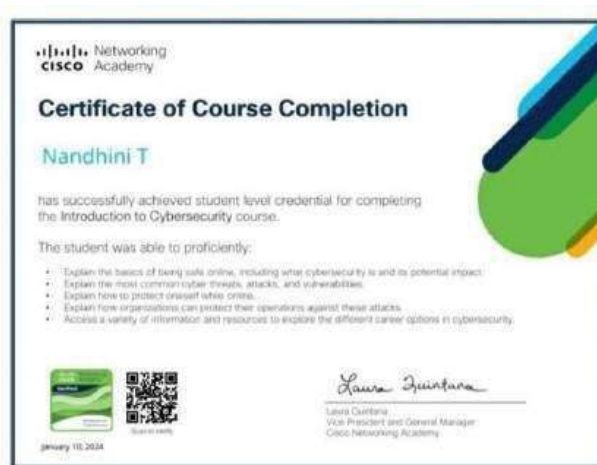 Networking
CISCO Academy
Certificate of Course Completion
Nandhini T
has successfully achieved student level credential for completing
the Introduction to Cybersecurity course.
The student was able to proficiently:
• Explain the basics of being safe online, including what cybersecurity is and its potential impact.
• Explain the most common cyber threats, attacks, and vulnerabilities.
• Explain how to protect oneself while online.
• Explain how organizations can protect their operations against these attacks.
• Access a variety of information and resources to explore the different career options in cybersecurity.
Scan to Verify
Laura Quintana
Laura Quintana
Vice President and General Manager
Cisco Networking Academy
January 10, 2024